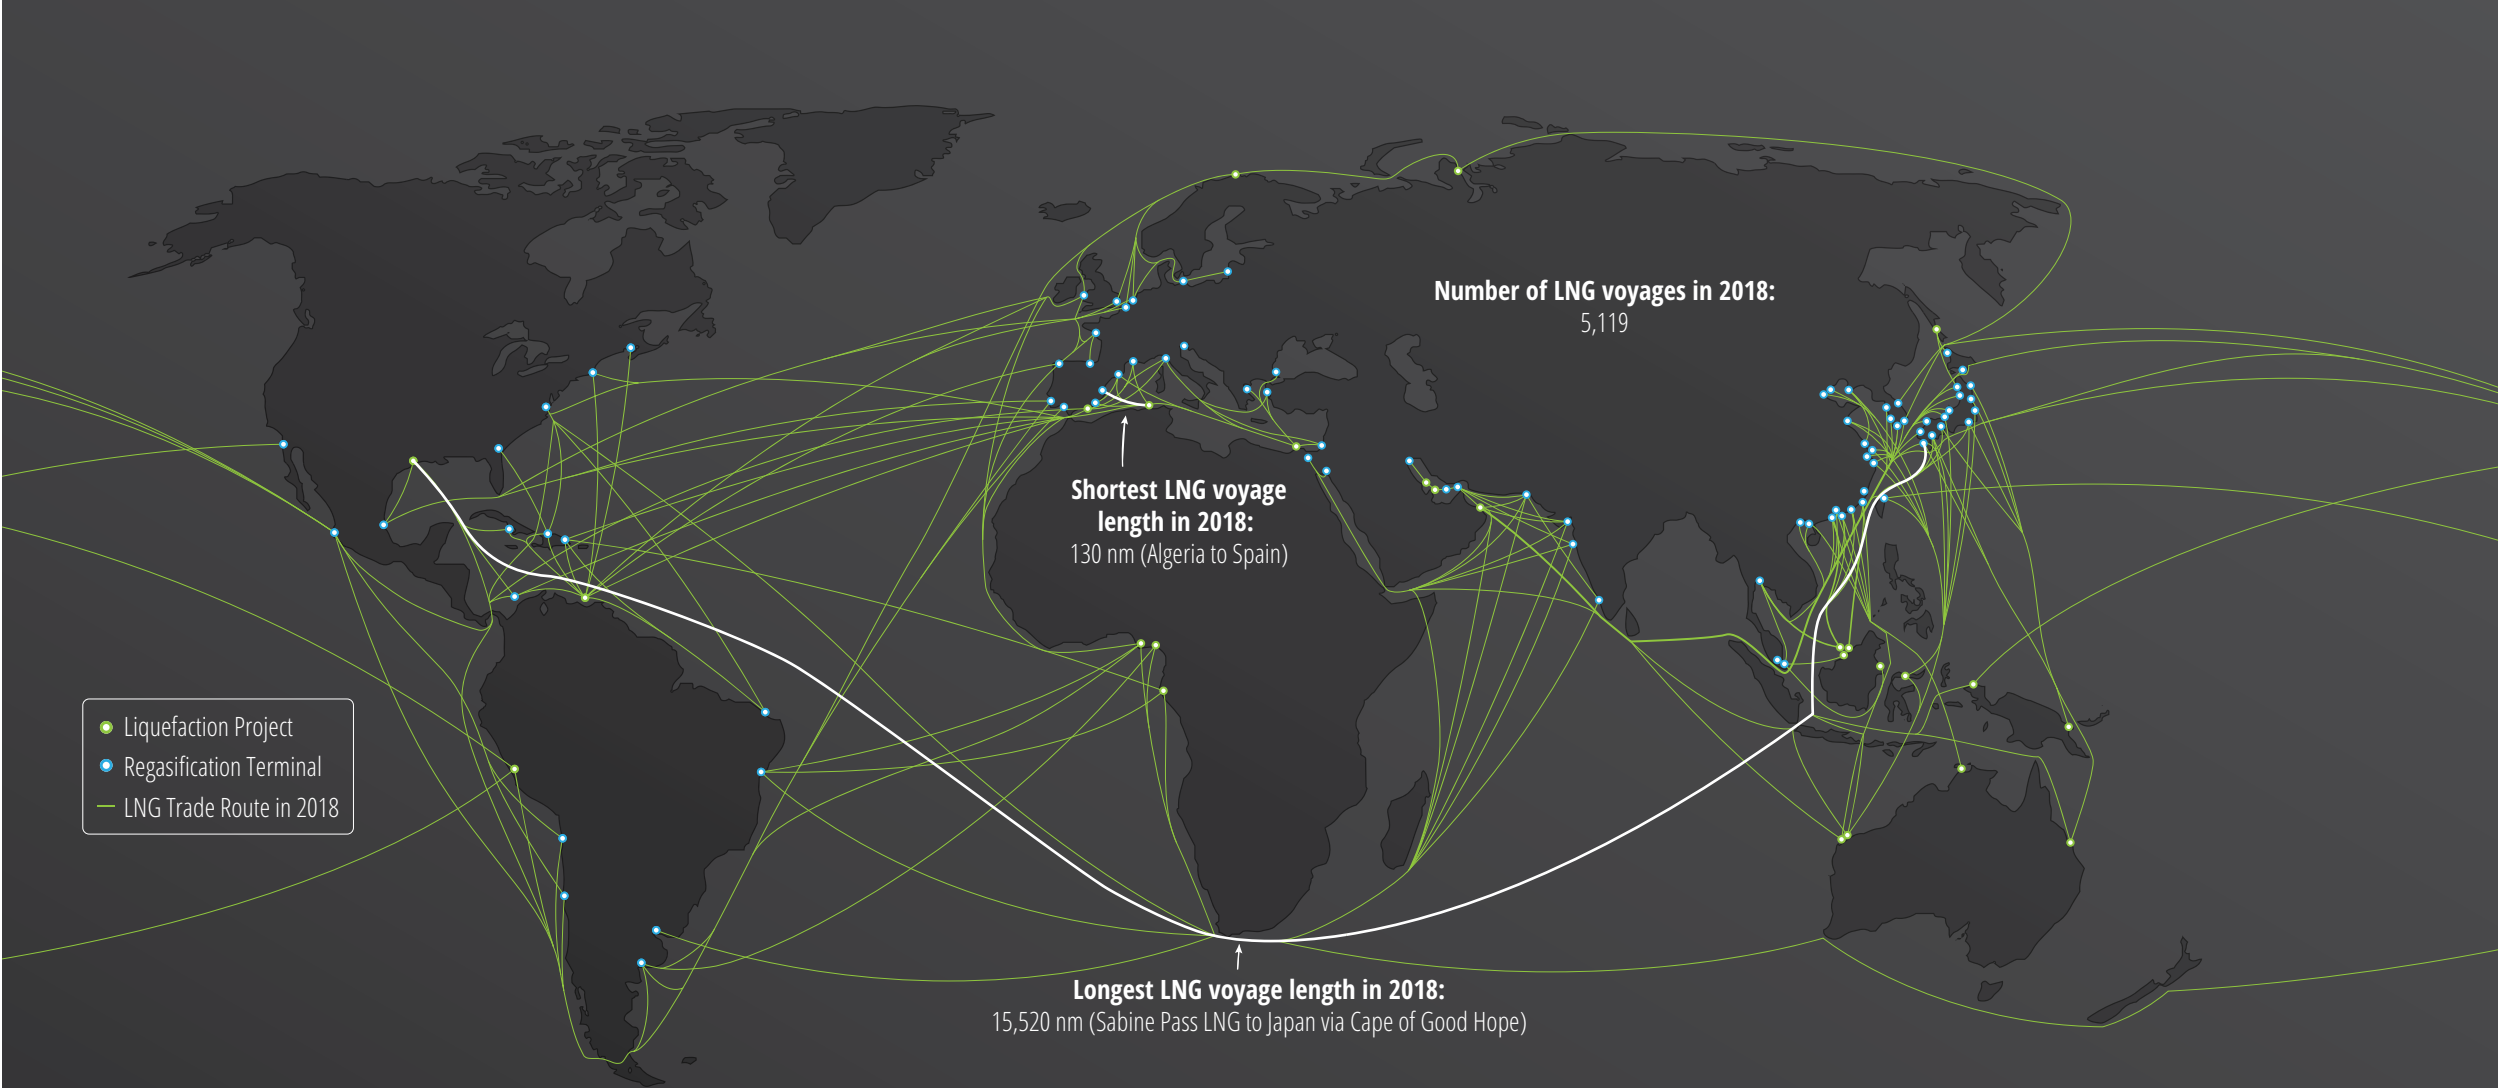 Number of LNG voyages in 2018:
5,119
Shortest LNG voyage
length in 2018:
130 nm (Algeria to Spain)
Liquefaction Project
Regasification Terminal
LNG Trade Route in 2018
Longest LNG voyage length in 2018:
15,520 nm (Sabine Pass LNG to Japan via Cape of Good Hope)